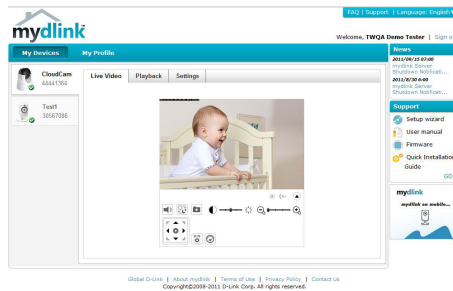 FAQ | Support | Language: English
mydlink
Welcome, TWQA Demo Tester | Sign o
My Devices
My Profile
CloudCam
44441364
Test1
30567086
Live Video
Playback
Settings
News
2011/09/15 07:00
mydlink Server
Shutdown Notificati...
2011/8/30 0:00
mydlink Server
Shutdown Notificati...
Support
Setup wizard
User manual
Firmware
Quick Installation
Guide
GO
mydlink
mydlink on mobile...
Global D-Link | About mydlink | Terms of Use | Privacy Policy | Contact Us
Copyright©2008-2011 D-Link Corp. All rights reserved.